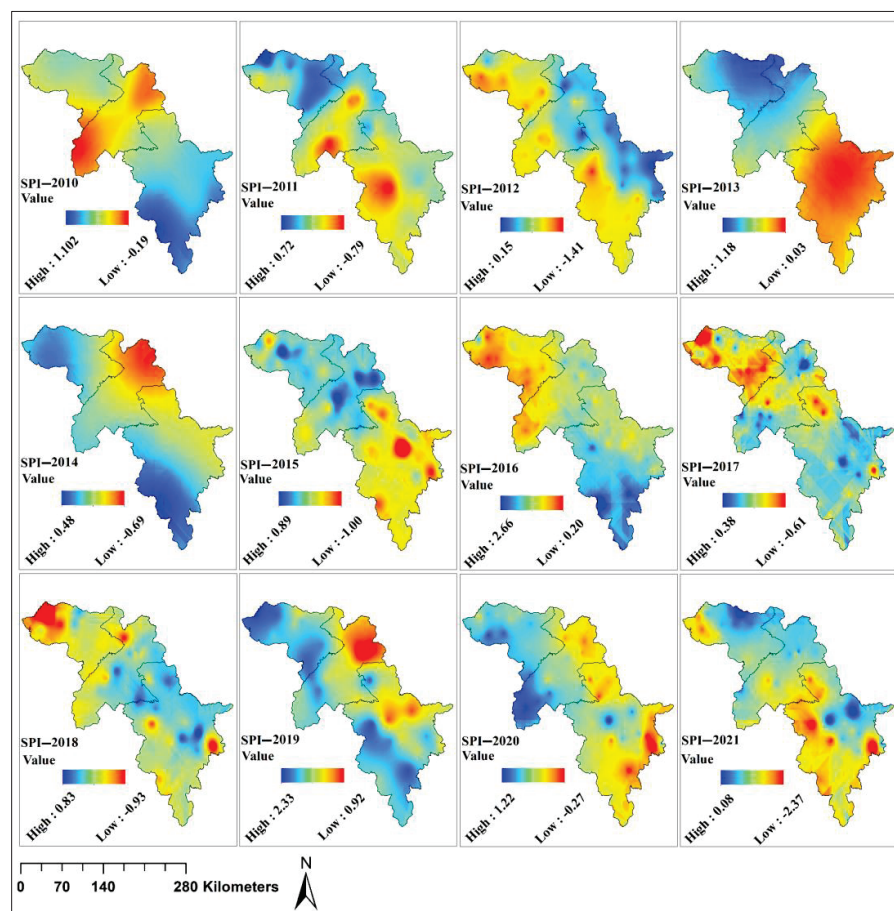 SPI—2010
Value
High : 1.102
Low : -0.19
SPI—2011
Value
High : 0.72
Low : -0.79
SPI—2012
Value
High : 0.15
Low : -1.41
SPI—2013
Value
High : 1.18
Low : 0.03
SPI-2014
Value
High : 0.48
Low : -0.69
SPI—2015
Value
High : 0.89
Low : -1.00
SPI—2016
Value
High : 2.66
Low : 0.20
SPI—2017
Value
High : 0.38
Low : -0.61
SPI—2018
Value
High : 0.83
Low : -0.93
SPI—2019
Value
High : 2.33
Low : 0.92
SPI—2020
Value
High : 1.22
Low : -0.27
SPI—2021
Value
High : 0.08
Low : -2.37
0 70 140 280 Kilometers
N